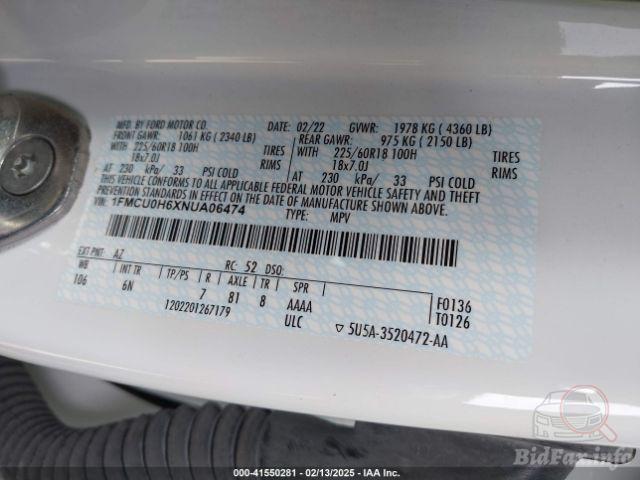 MFD. BY FORD MOTOR CO. DATE: 02/22 GVWR: 1978 KG ( 4360 LB)
FRONT GAWR: 1061 KG ( 2340 LB) REAR GAWR: 975 KG ( 2150 LB)
WITH 225/60R18 100H TIRES WITH 225/60R18 100H TIRES
18x7.0J RIMS 18x7.0J RIMS
AT 230 kPa/ 33 PSI COLD AT 230 kPa/ 33 PSI COLD
THIS VEHICLE CONFORMS TO ALL APPLICABLE FEDERAL MOTOR VEHICLE SAFETY AND THEFT
PREVENTION STANDARDS IN EFFECT ON THE DATE OF MANUFACTURE SHOWN ABOVE.
VIN: 1FMCU0H6XNUA06474 TYPE: MPV
EXT PNT: AZ RC: 52 DSO:
WB INT TR TP/PS R AXLE TR SPR
106 6N 7 81 8 AAAA F0136
1202201267179 ULC T0126
▽ 5U5A-3520472-AA
BidFax.info
000-41550281 - 02/13/2025 - IAA Inc.